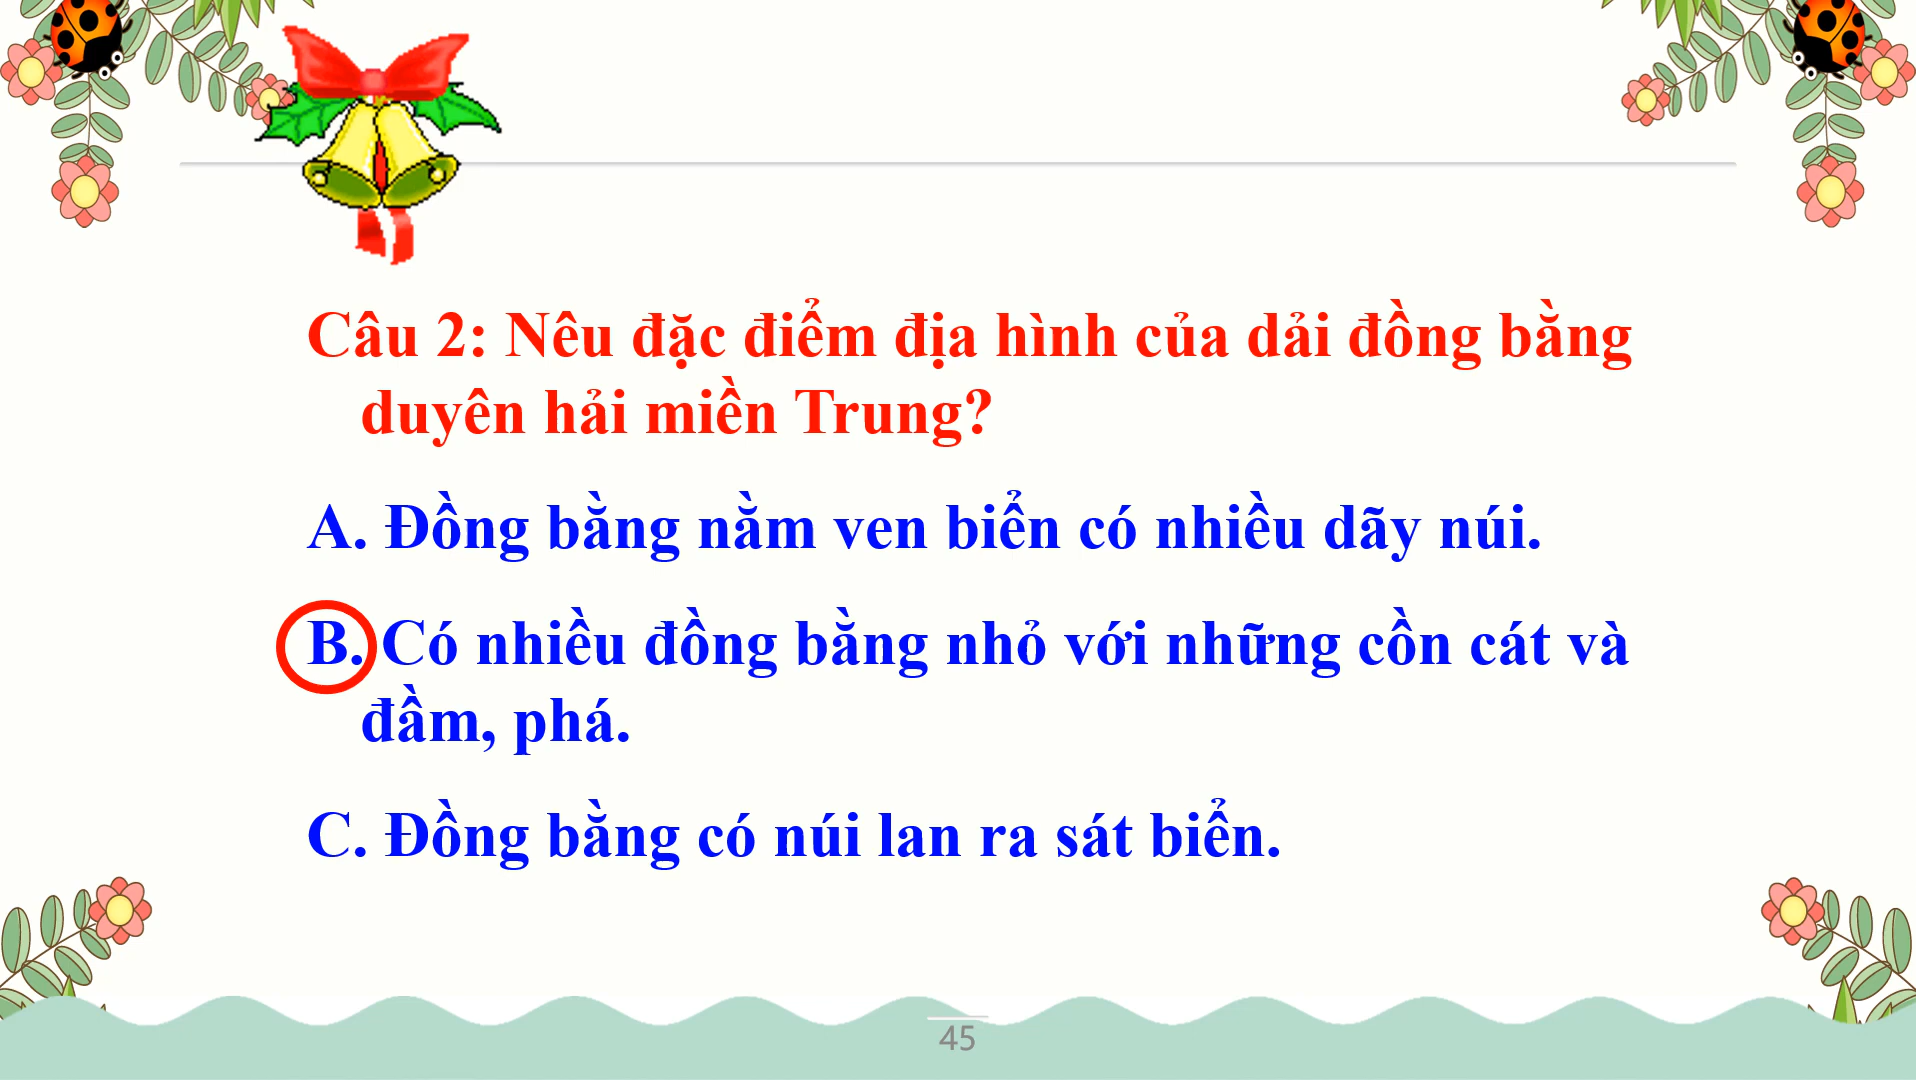 Câu 2: Nêu đặc điểm địa hình của dải đồng bằng
duyên hải miền Trung?
A. Đồng bằng nằm ven biển có nhiều dãy núi.
B. Có nhiều đồng bằng nhỏ với những cồn cát và
đầm, phá.
C. Đồng bằng có núi lan ra sát biển.
45